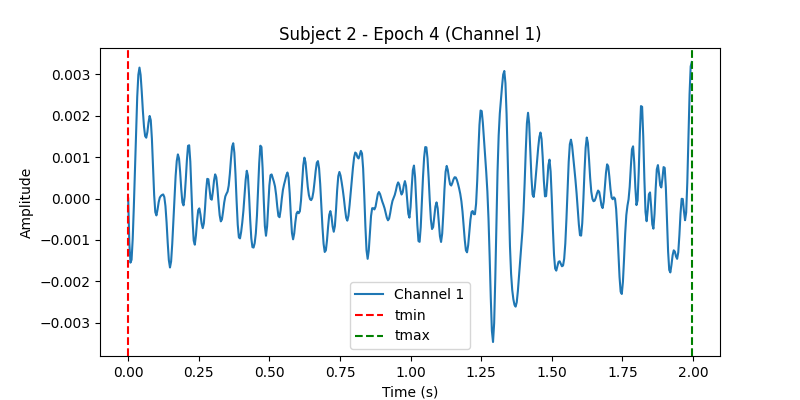 Subject 2 - Epoch 4 (Channel 1)
Amplitude
0.003
0.002
0.001
0.000
−0.001
−0.002
−0.003
Channel 1
tmin
tmax
0.00 0.25 0.50 0.75 1.00 1.25 1.50 1.75 2.00
Time (s)